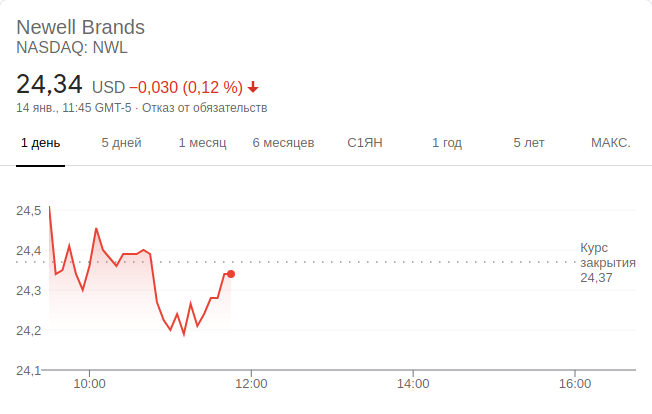 Newell Brands
NASDAQ: NWL
24,34 USD −0,030 (0,12 %)
14 янв., 11:45 GMT-5 · Отказ от обязательств
1 день 5 дней 1 месяц 6 месяцев С1ЯН 1 год 5 лет МАКС.
24,5
24,4
24,3
24,2
24,1
Курс
закрытия
24,37
10:00 12:00 14:00 16:00